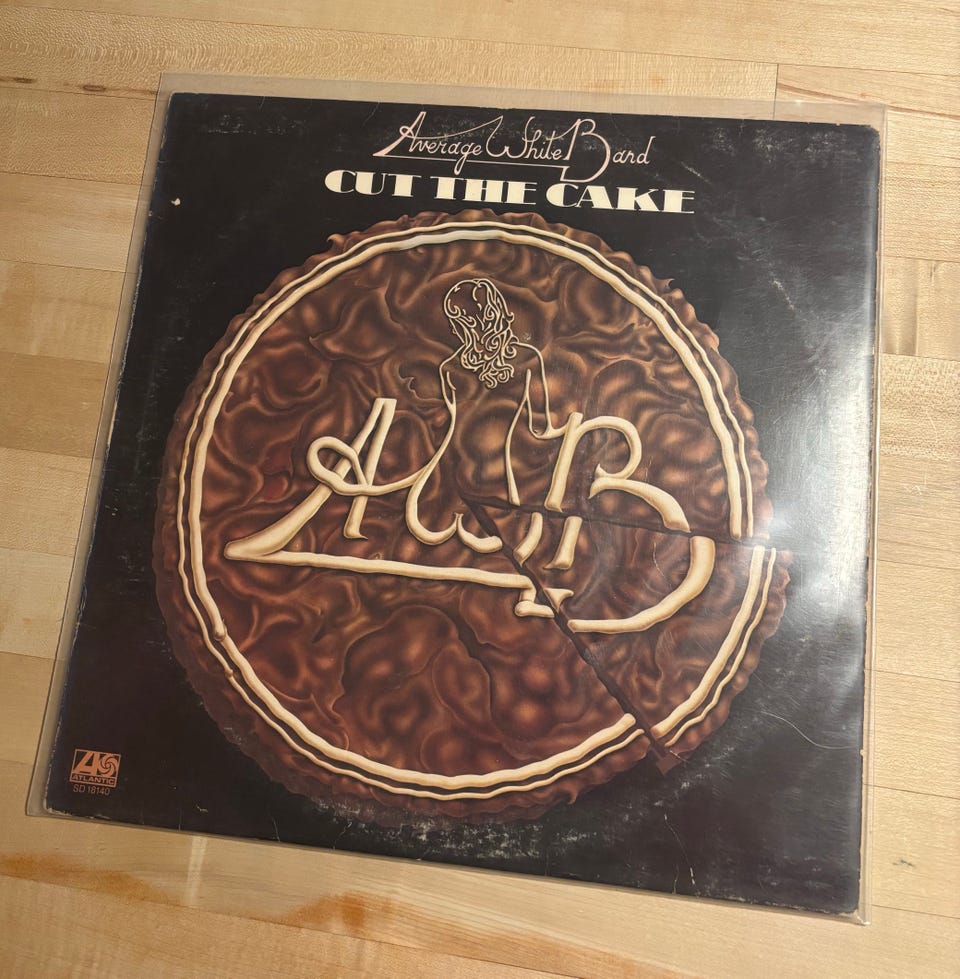 Average White Band
CUT THE CAKE
AWB
ATLANTIC
SD 18140